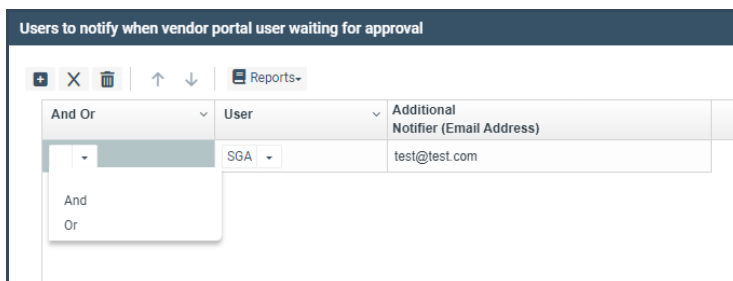 Users to notify when vendor portal user waiting for approval
Reports
And Or
User
Additional
Notifier (Email Address)
SGA
test@test.com
And
Or